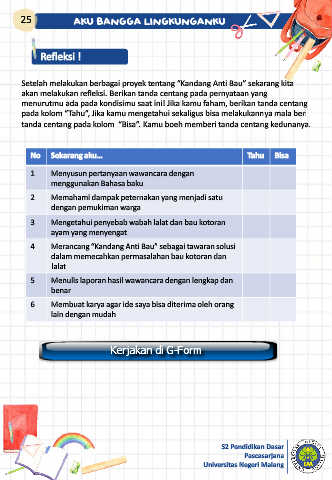 25
AKU BANGGA LINGKUNGANKU
Refleksi !
Setelah melakukan berbagai proyek tentang "Kandang Anti Bau" sekarang kita
akan melakukan refleksi. Berikan tanda centang pada pernyataan yang
menurutmu ada pada kondisimu saat ini! Jika kamu faham, berikan tanda centang
pada kolom "Tahu", Jika kamu mengetahui sekaligus bisa melakukannya mala beri
tanda centang pada kolom "Bisa". Kamu boeh memberi tanda centang kedunanya.
No Sekarang aku... Tahu Bisa
1 Menyusun pertanyaan wawancara dengan
menggunakan Bahasa baku
2 Memahami dampak peternakan yang menjadi satu
dengan pemukiman warga
3 Mengetahui penyebab wabah lalat dan bau kotoran
ayam yang menyengat
4 Merancang "Kandang Anti Bau" sebagai tawaran solusi
dalam memecahkan permasalahan bau kotoran dan
lalat
5 Menulis laporan hasil wawancara dengan lengkap dan
benar
6 Membuat karya agar ide saya bisa diterima oleh orang
lain dengan mudah
Kerjakan di G-Form
S2 Pendidikan Dasar
Pascasarjana
Universitas Negeri Malang